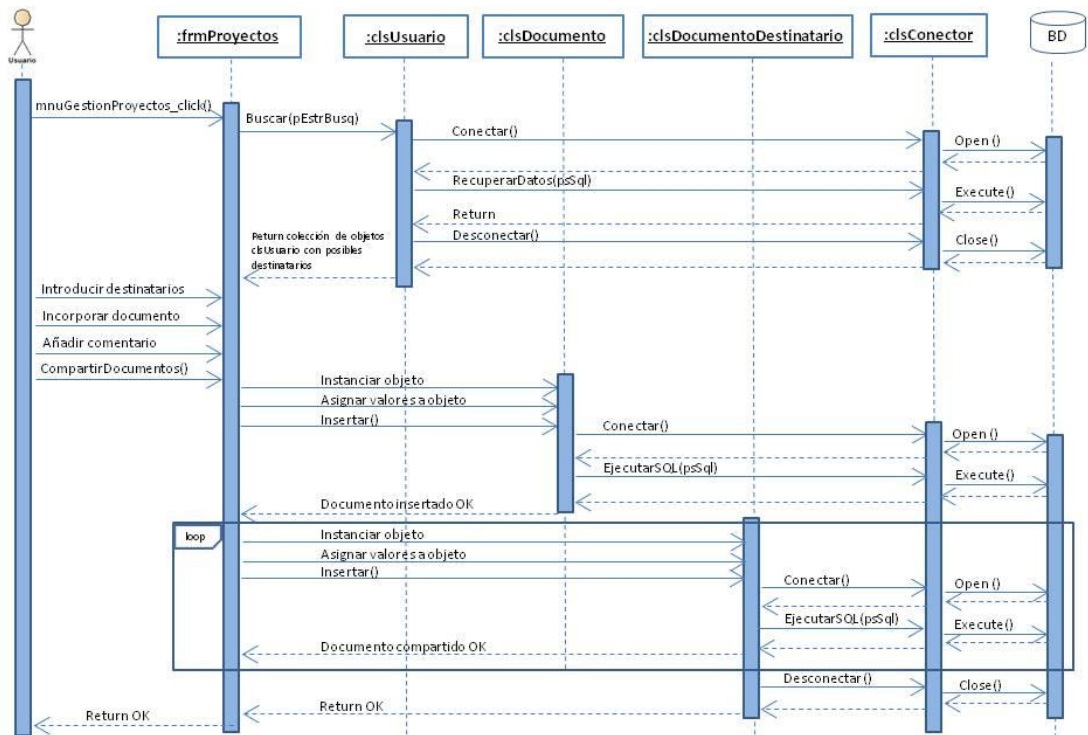 Usuario
:frmProyectos
:clsUsuario
:clsDocumento
:clsDocumentoDestinatario
:clsConector
BD
mnuGestionProyectos_click()
Buscar(pEstrBusq)
Conectar()
Open ()
RecuperarDatos(psSql)
Execute()
Return
Desconectar()
Close()
Return colección de objetos
clsUsuario con posibles
destinatarios
Introducir destinatarios
Incorporar documento
Añadir comentario
CompartirDocumentos()
Instanciar objeto
Asignar valores a objeto
Insertar()
Conectar()
Open ()
EjecutarSQL(psSql)
Execute()
Documento insertado OK
loop
Instanciar objeto
Asignar valores a objeto
Insertar()
Conectar()
Open ()
EjecutarSQL(psSql)
Execute()
Documento compartido OK
Desconectar()
Close()
Return OK
Return OK